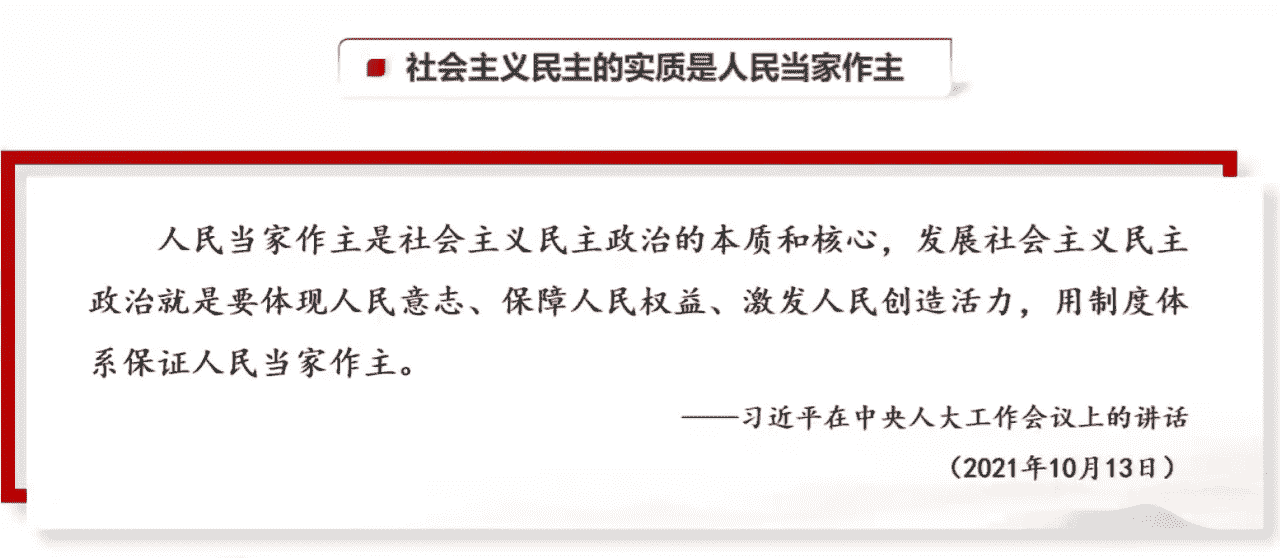 社会主义民主的实质是人民当家作主
人民当家作主是社会主义民主政治的本质和核心，发展社会主义民主
政治就是要体现人民意志、保障人民权益、激发人民创造活力，用制度体
系保证人民当家作主。
——习近平在中央人大工作会议上的讲话
（2021年10月13日）